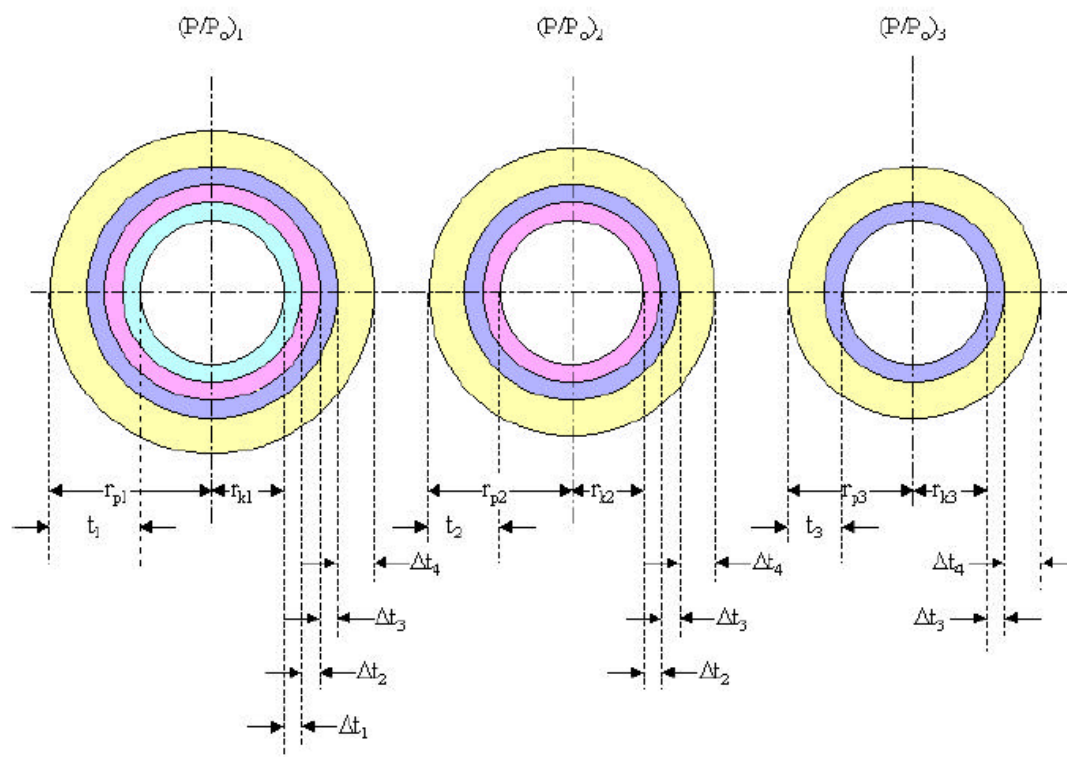 (P/Pₒ)₁ (P/Pₒ)₂ (P/Pₒ)₃
rₚ₁ rₖ₁ rₚ₂ rₖ₂ rₚ₃ rₖ₃
t₁ t₂ t₃
Δt₄ Δt₄ Δt₄
Δt₃ Δt₃ Δt₃
Δt₂ Δt₂
Δt₁